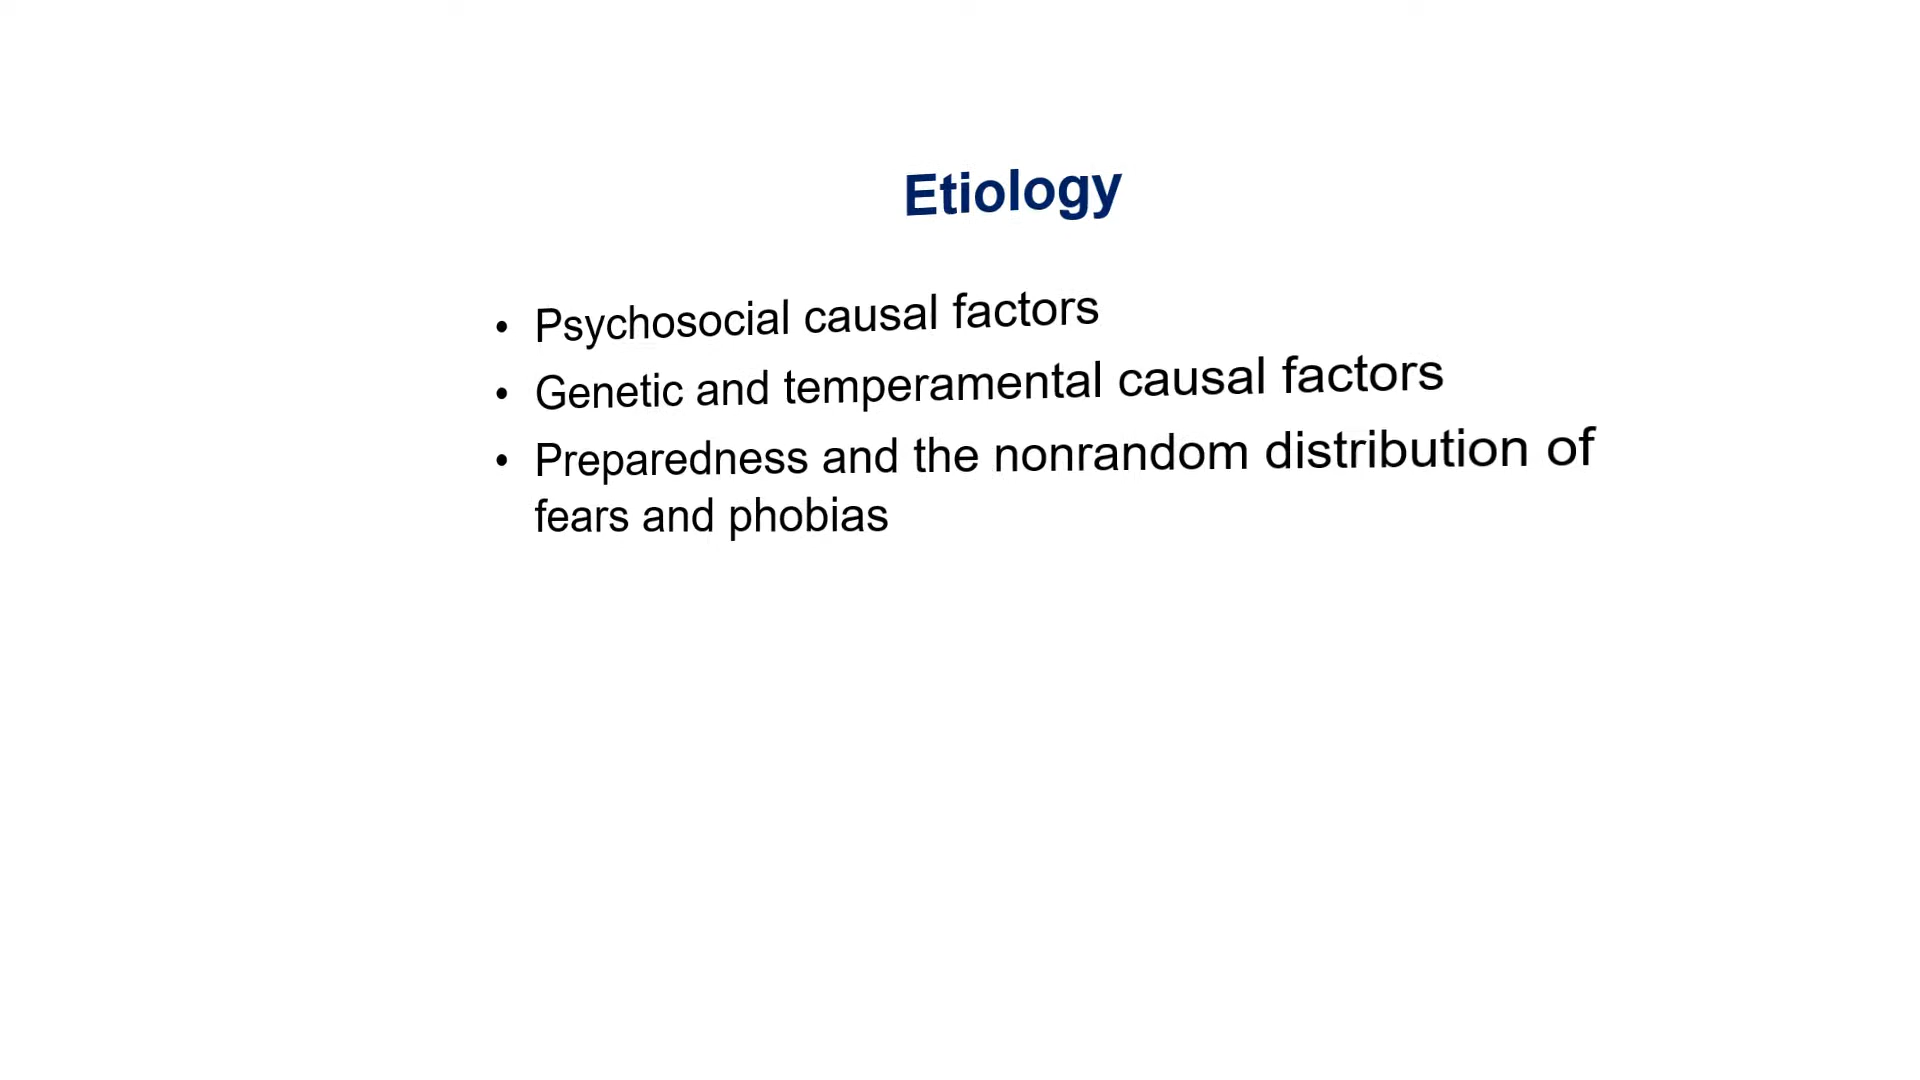 Etiology
• Psychosocial causal factors
• Genetic and temperamental causal factors
• Preparedness and the nonrandom distribution of
fears and phobias